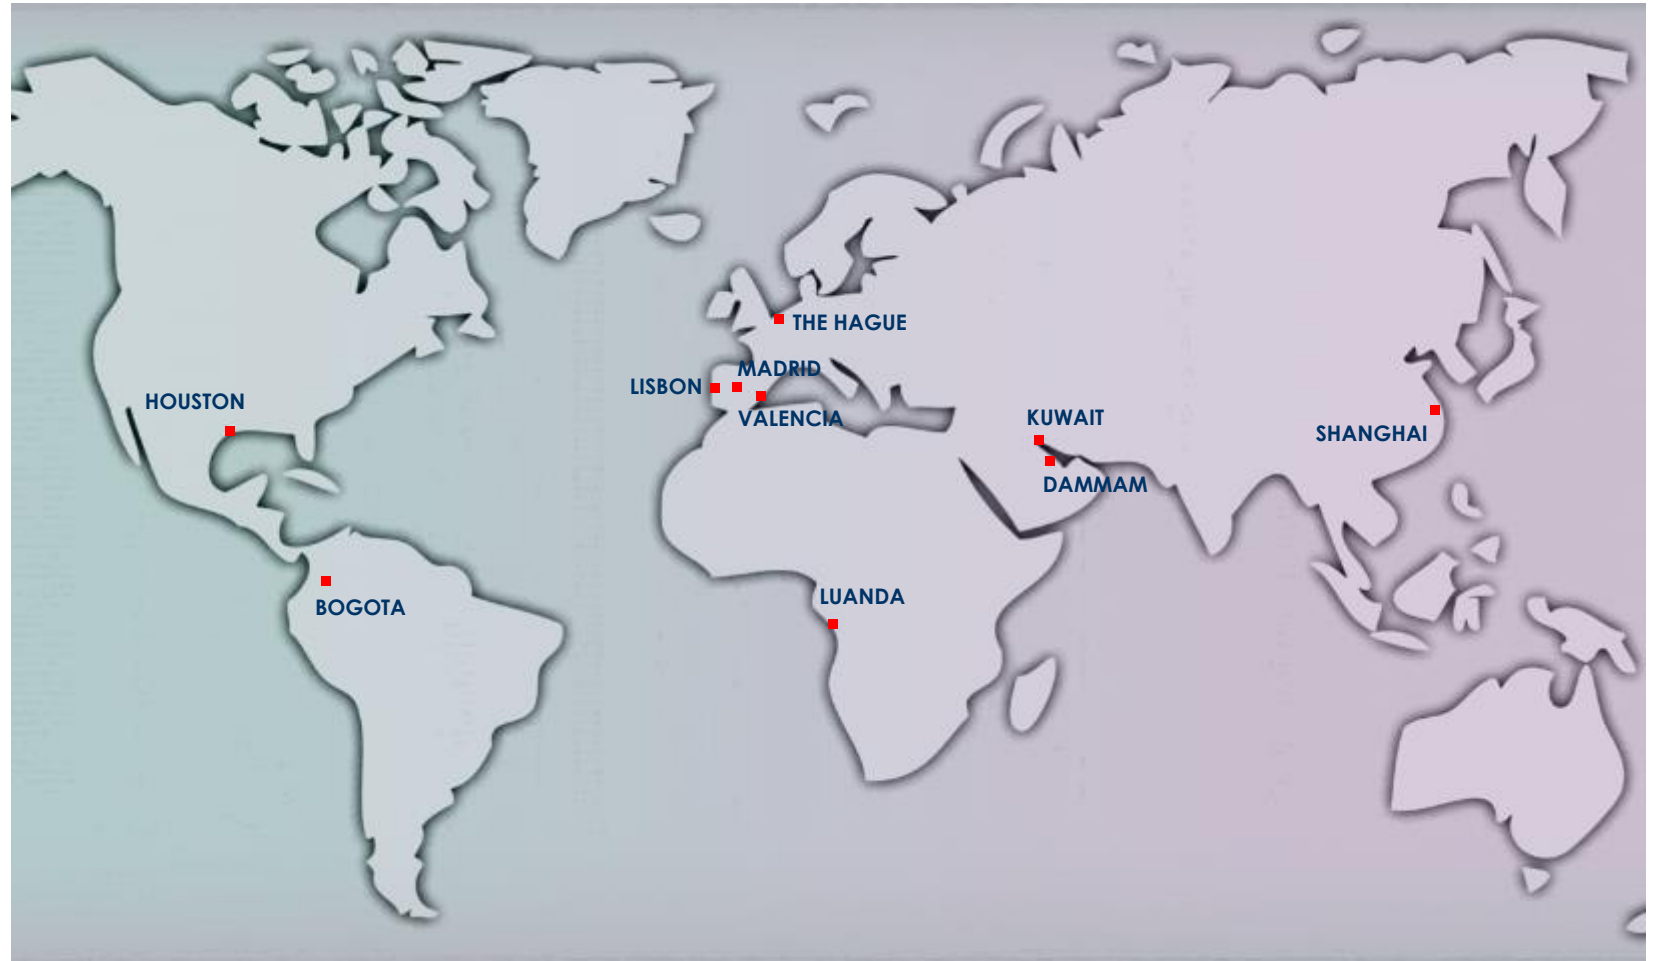 THE HAGUE
MADRID
LISBON
HOUSTON
VALENCIA
KUWAIT
SHANGHAI
DAMMAM
LUANDA
BOGOTA